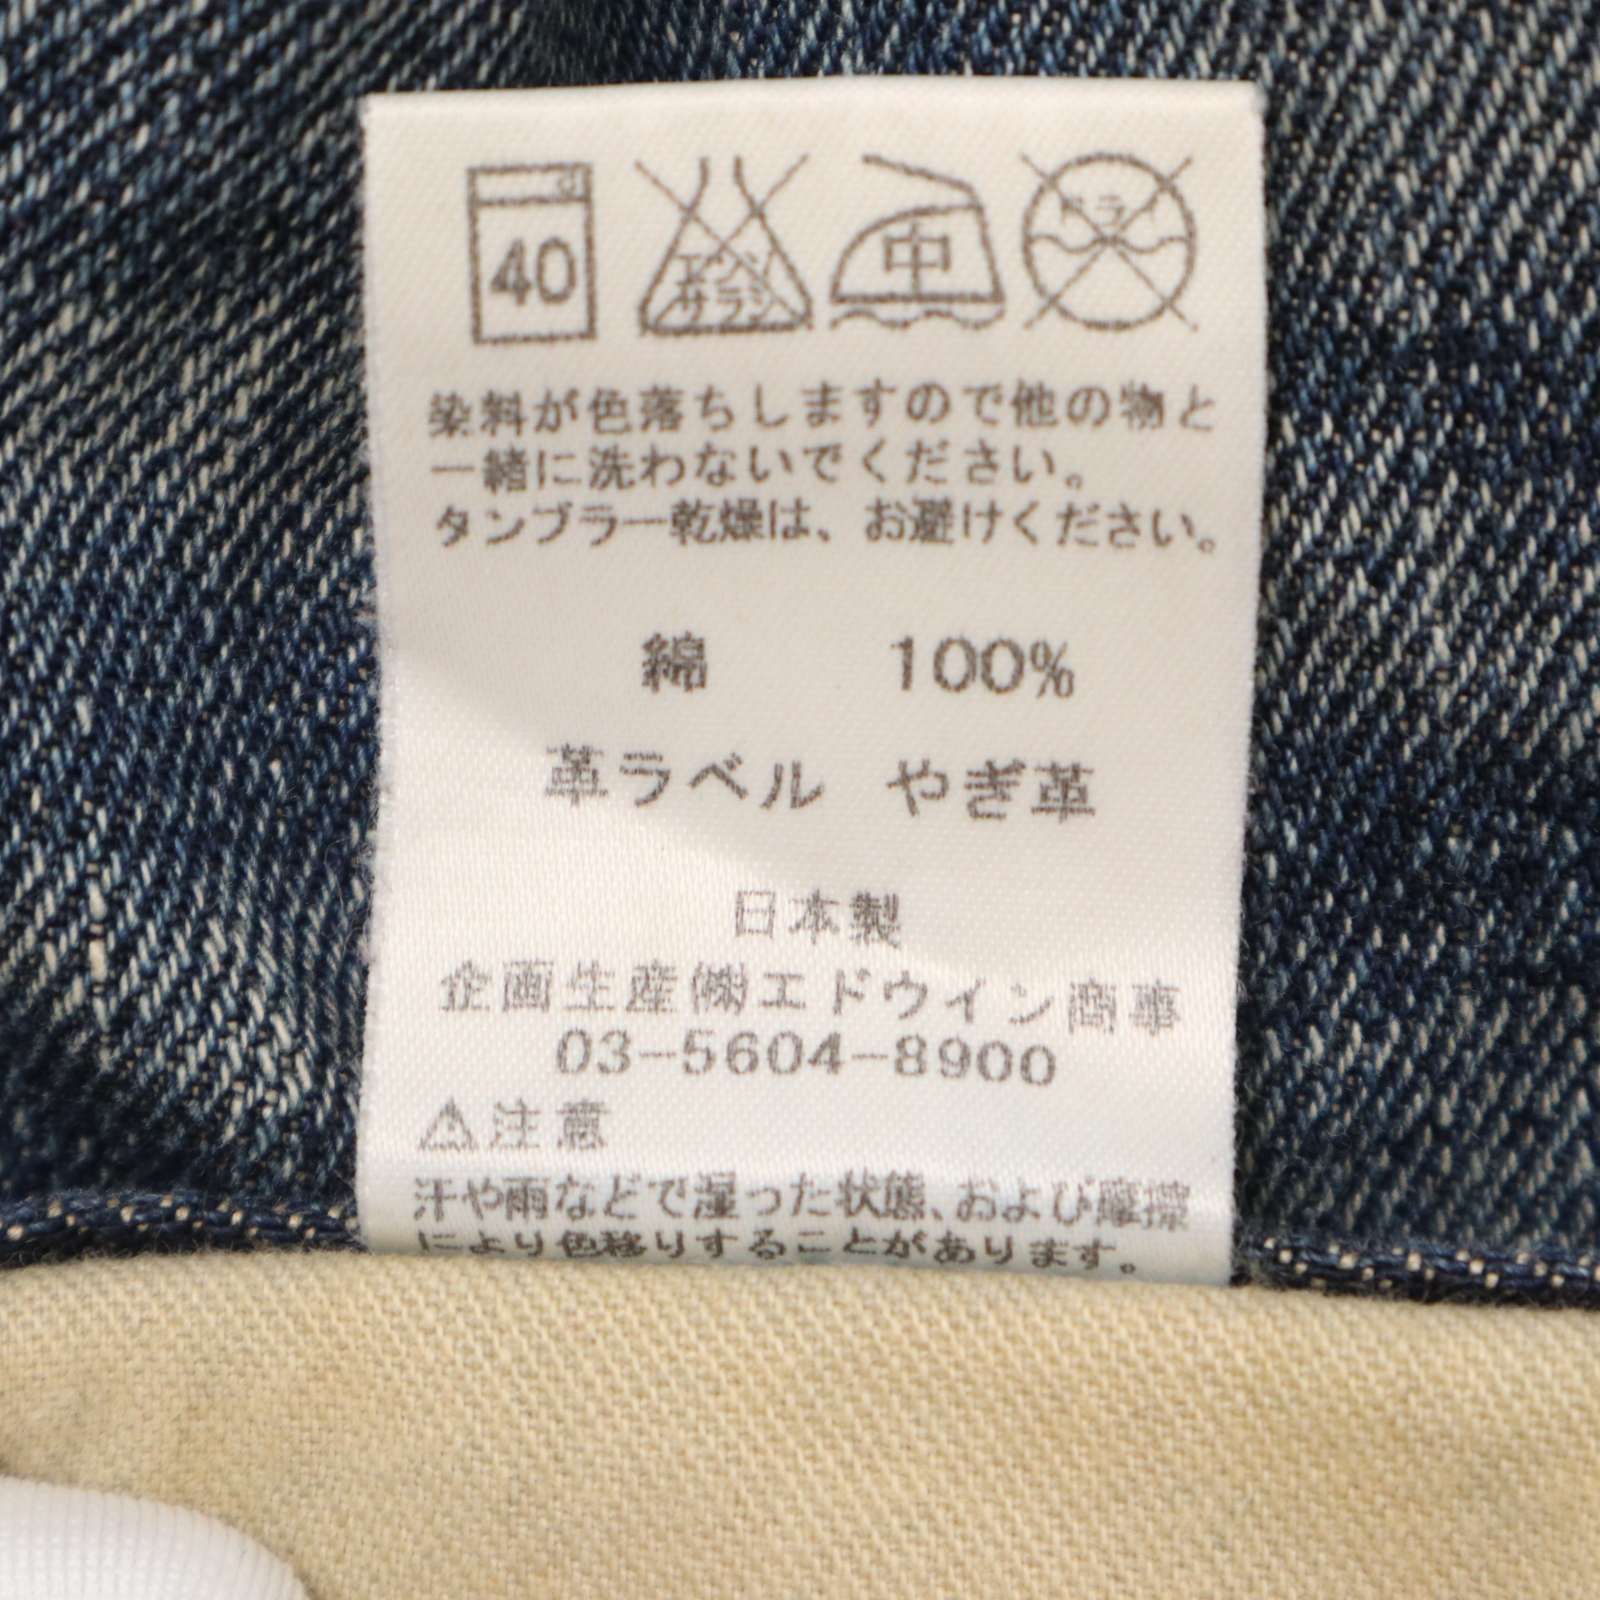 40
エンソ
サラシ
中
ドライ
染料が色落ちしますので他の物と
一緒に洗わないでください。
タンブラー乾燥は、お避けください。
綿 100%
革ラベル やぎ革
日本製
企画生産㈱エドウイン商事
03-5604-8900
⚠注意
汗や雨などで湿った状態、および摩擦
により色移りすることがあります。